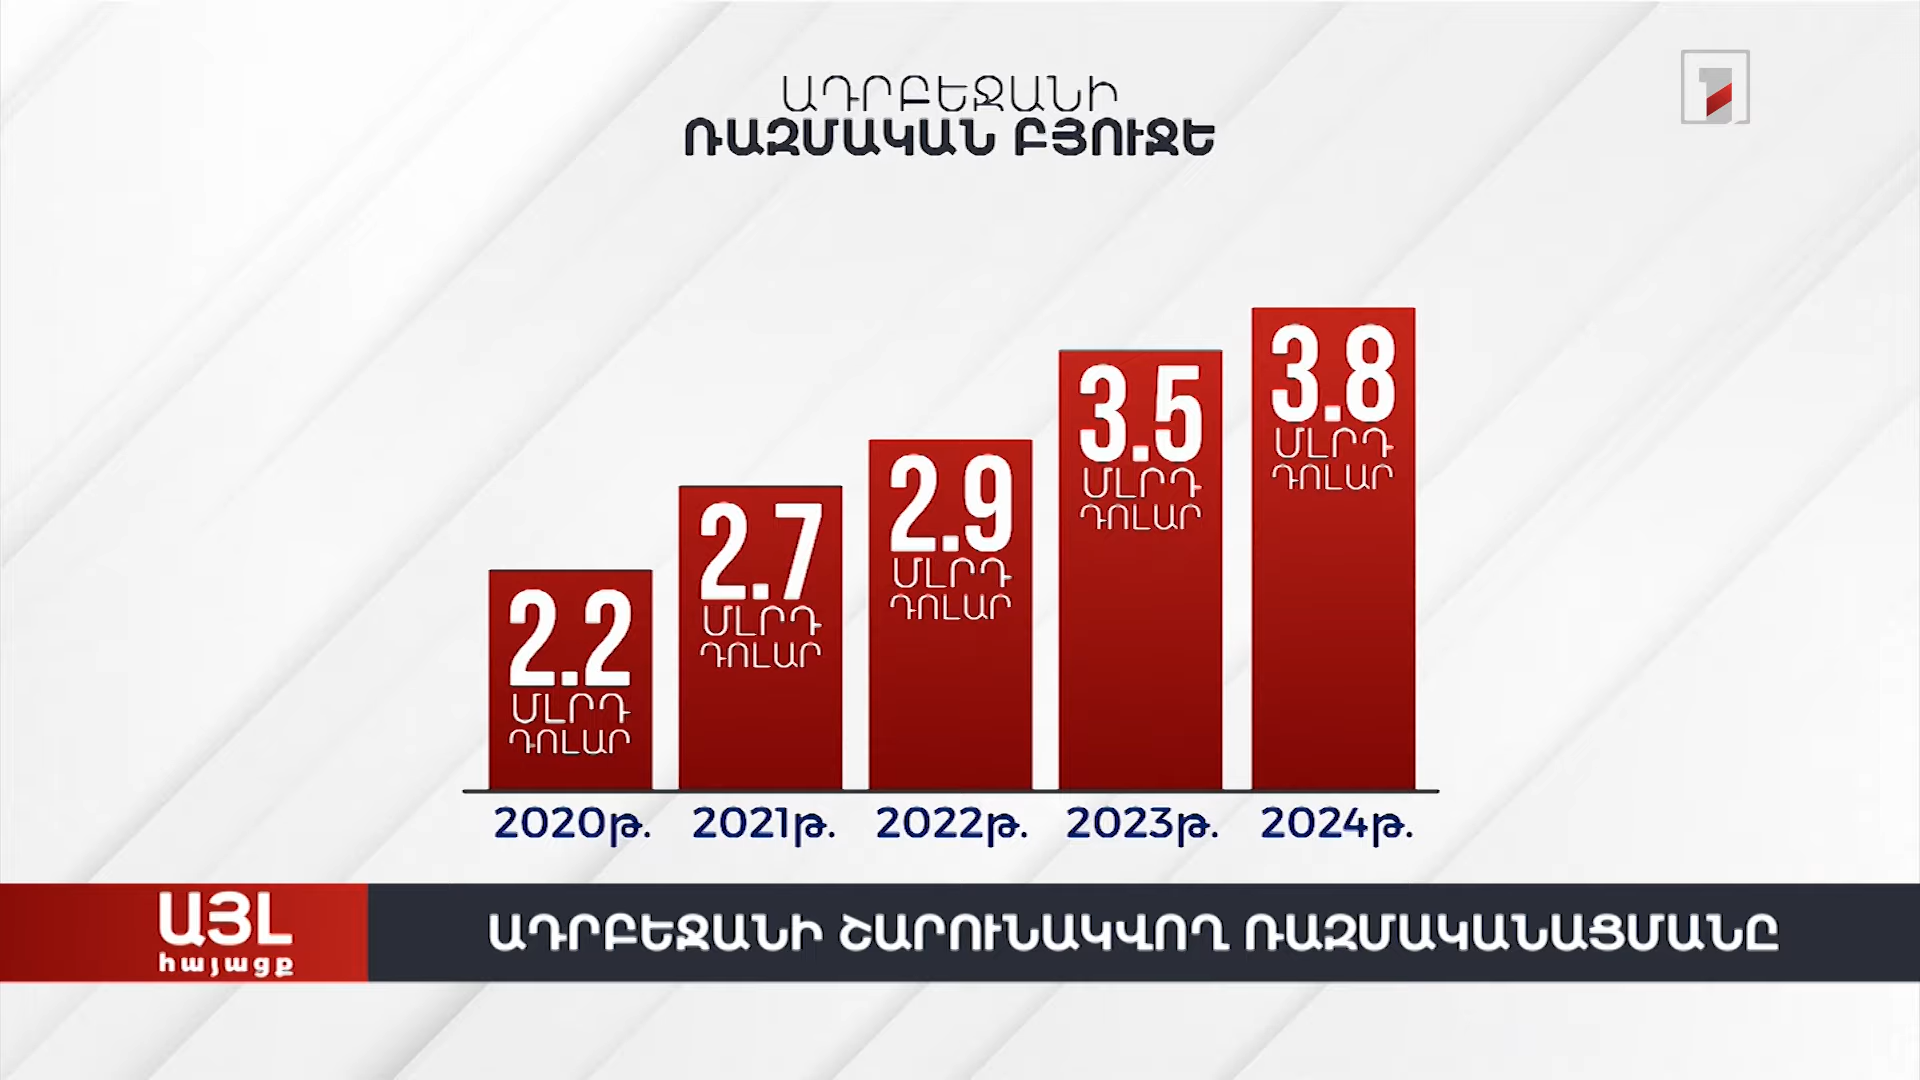 ԱԴՐԲԵՋԱՆԻ
ՌԱԶՄԱԿԱՆ ԲՅՈՒՋԵ
1
2.2
ՄԼՐԴ
ԴՈԼԱՐ
2.7
ՄԼՐԴ
ԴՈԼԱՐ
2.9
ՄԼՐԴ
ԴՈԼԱՐ
3.5
ՄԼՐԴ
ԴՈԼԱՐ
3.8
ՄԼՐԴ
ԴՈԼԱՐ
2020թ. 2021թ. 2022թ. 2023թ. 2024թ.
ԱՅԼ
հայացք
ԱԴՐԲԵՋԱՆԻ ՇԱՐՈՒՆԱԿՎՈՂ ՌԱԶՄԱԿԱՆԱՑՄԱՆԸ